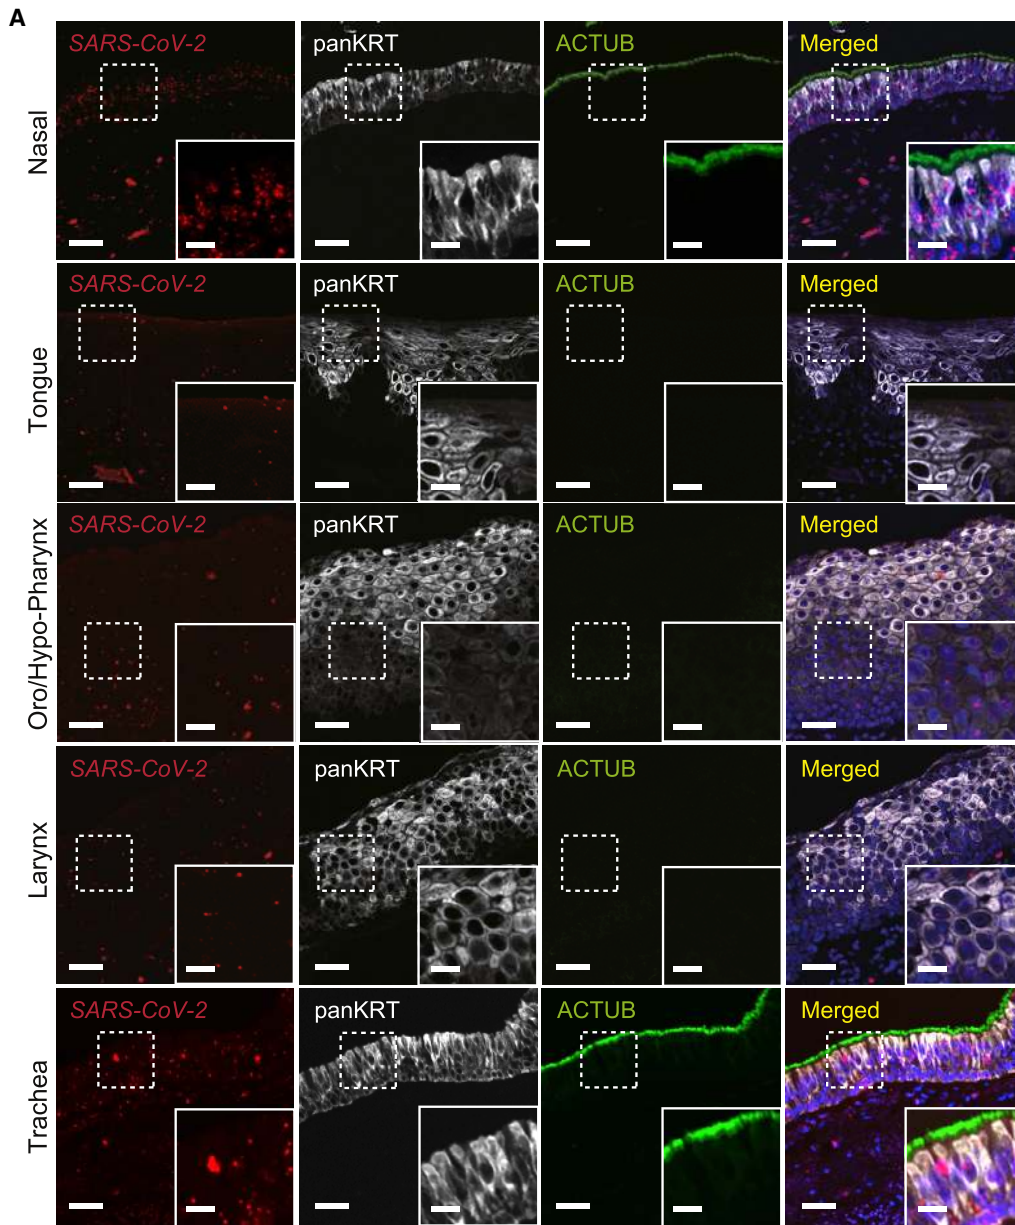 A
SARS-CoV-2 panKRT ACTUB Merged
Nasal
SARS-CoV-2 panKRT ACTUB Merged
Tongue
SARS-CoV-2 panKRT ACTUB Merged
Oro/Hypo-Pharynx
SARS-CoV-2 panKRT ACTUB Merged
Larynx
SARS-CoV-2 panKRT ACTUB Merged
Trachea